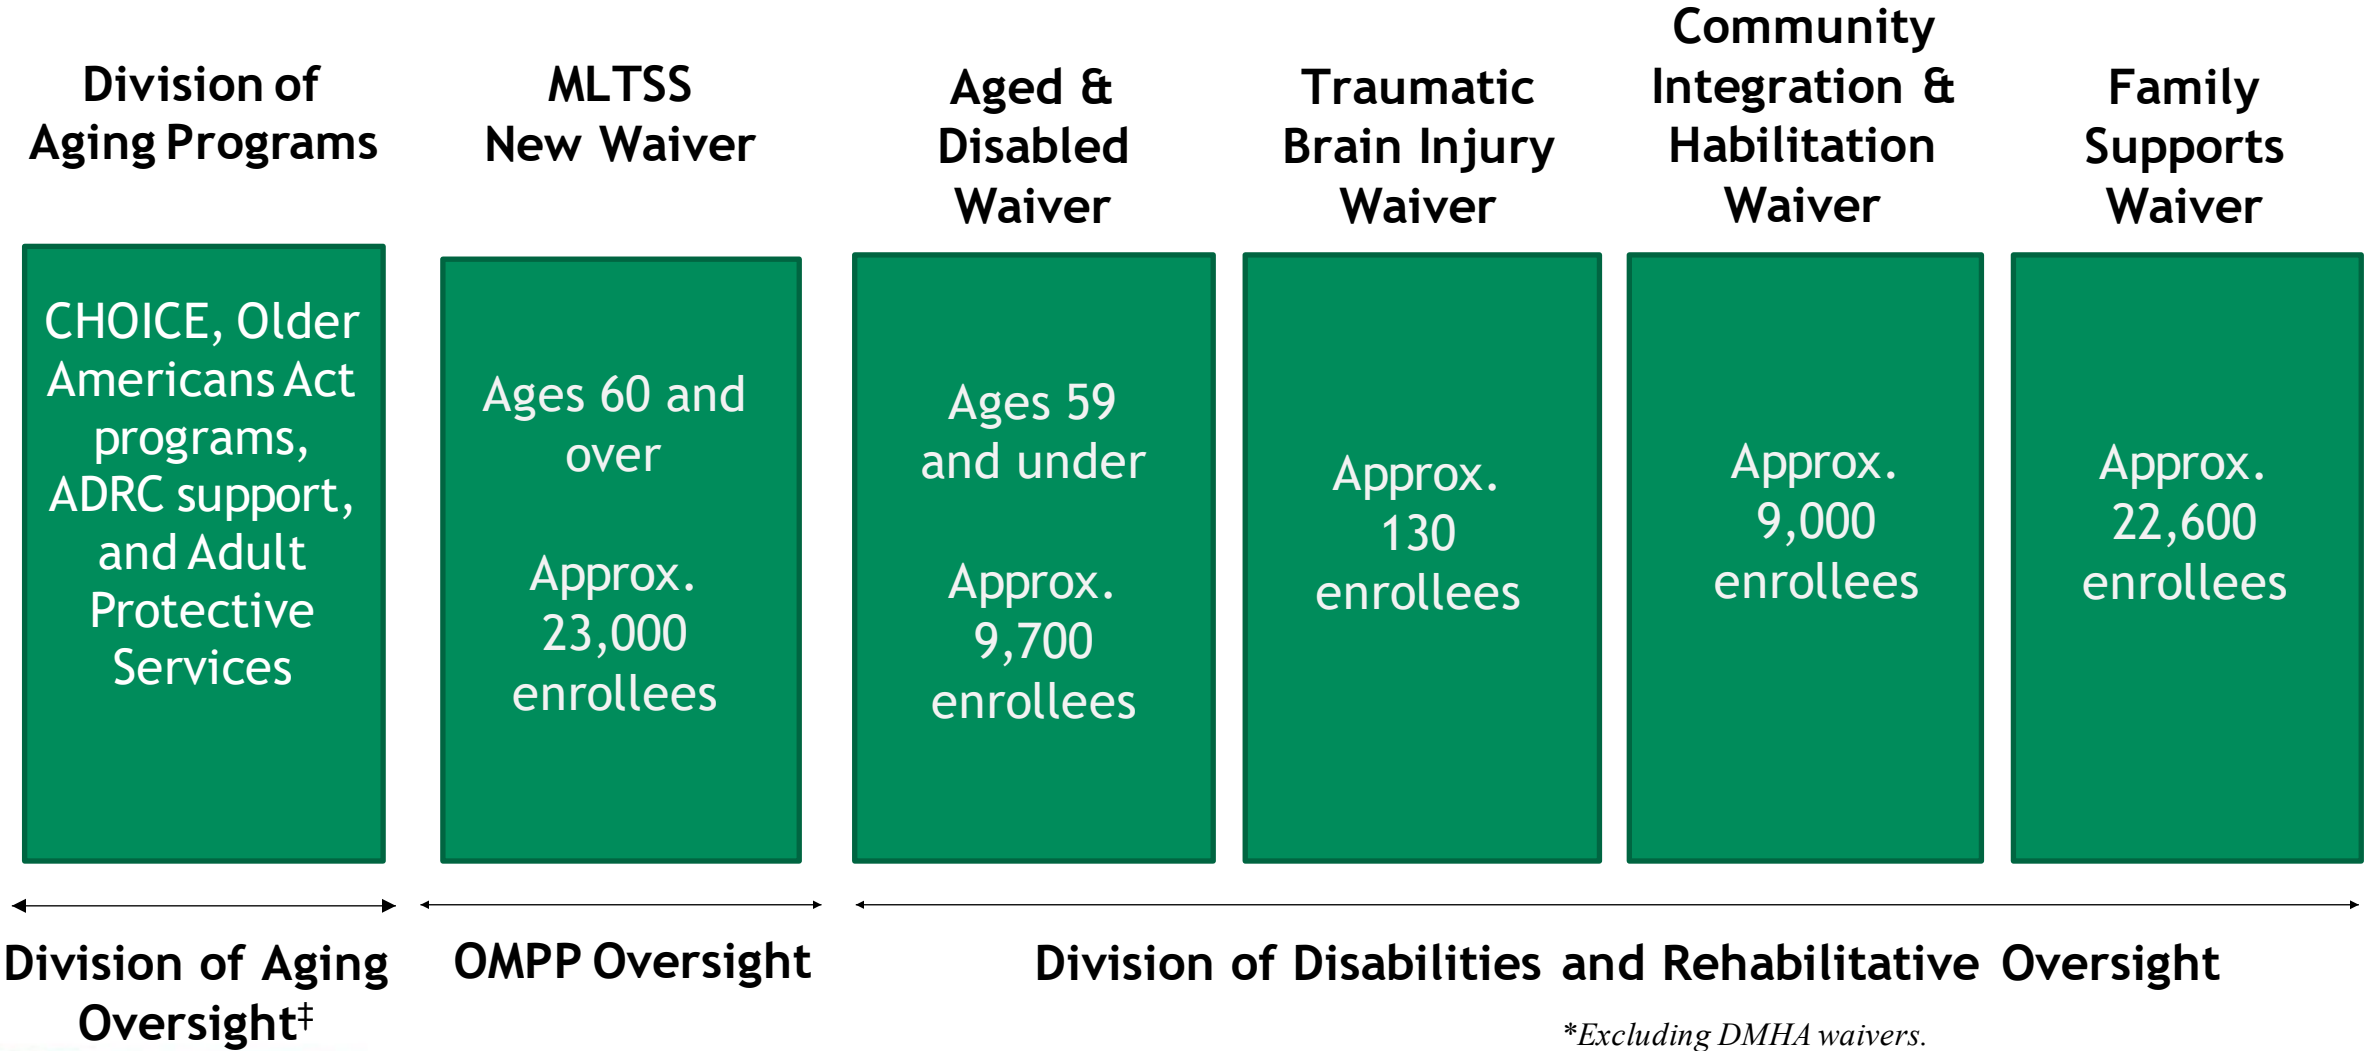 Division of
Aging Programs
MLTSS
New Waiver
Aged &
Disabled
Waiver
Traumatic
Brain Injury
Waiver
Community
Integration &
Habilitation
Waiver
Family
Supports
Waiver
CHOICE, Older
Americans Act
programs,
ADRC support,
and Adult
Protective
Services
Ages 60 and
over
Approx.
23,000
enrollees
Ages 59
and under
Approx.
9,700
enrollees
Approx.
130
enrollees
Approx.
9,000
enrollees
Approx.
22,600
enrollees
Division of Aging
Oversight‡
OMPP Oversight
Division of Disabilities and Rehabilitative Oversight
*Excluding DMHA waivers.